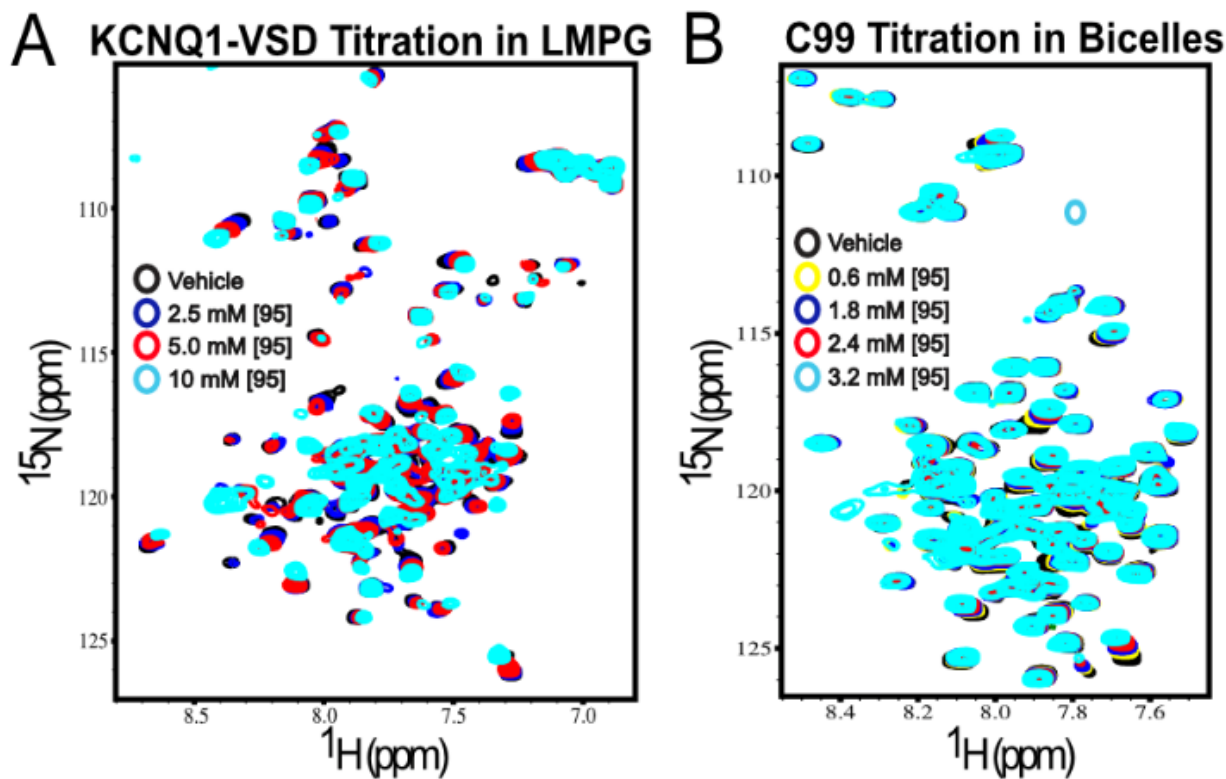 A
KCNQ1-VSD Titration in LMPG
110
115
120
125
15N (ppm)
Vehicle
2.5 mM [95]
5.0 mM [95]
10 mM [95]
8.5 8.0 7.5 7.0
1H (ppm)
B
C99 Titration in Bicelles
110
115
120
125
15N (ppm)
Vehicle
0.6 mM [95]
1.8 mM [95]
2.4 mM [95]
3.2 mM [95]
8.4 8.2 8.0 7.8 7.6
1H (ppm)